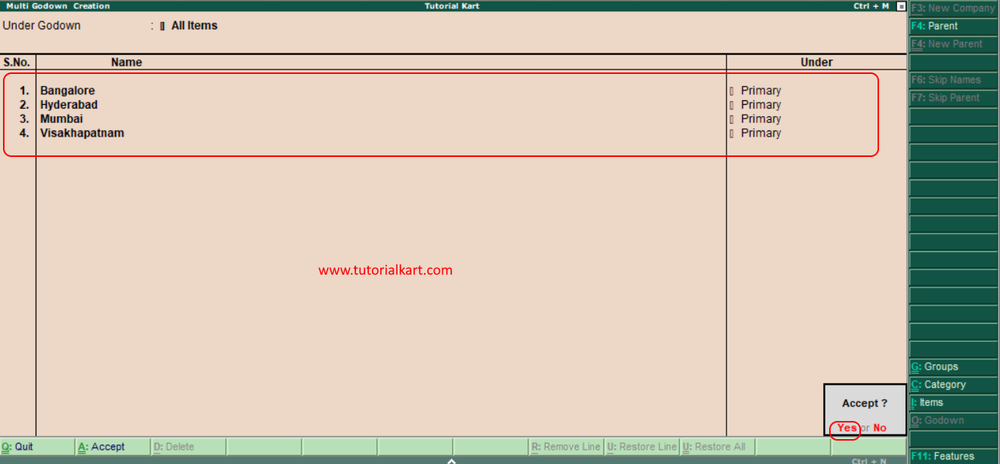 Multi Godown Creation Tutorial Kart Ctrl + M
Under Godown : All Items
S.No. Name Under
1. Bangalore Primary
2. Hyderabad Primary
3. Mumbai Primary
4. Visakhapatnam Primary
www.tutorialkart.com
Accept ?
Yes or No
Q: Quit A: Accept D: Delete R: Remove Line U: Restore Line U: Restore All
Ctrl + N
F3: New Company
F4: Parent
F4: New Parent
F6: Skip Names
F7: Skip Parent
G: Groups
C: Category
I: Items
O: Godown
F11: Features